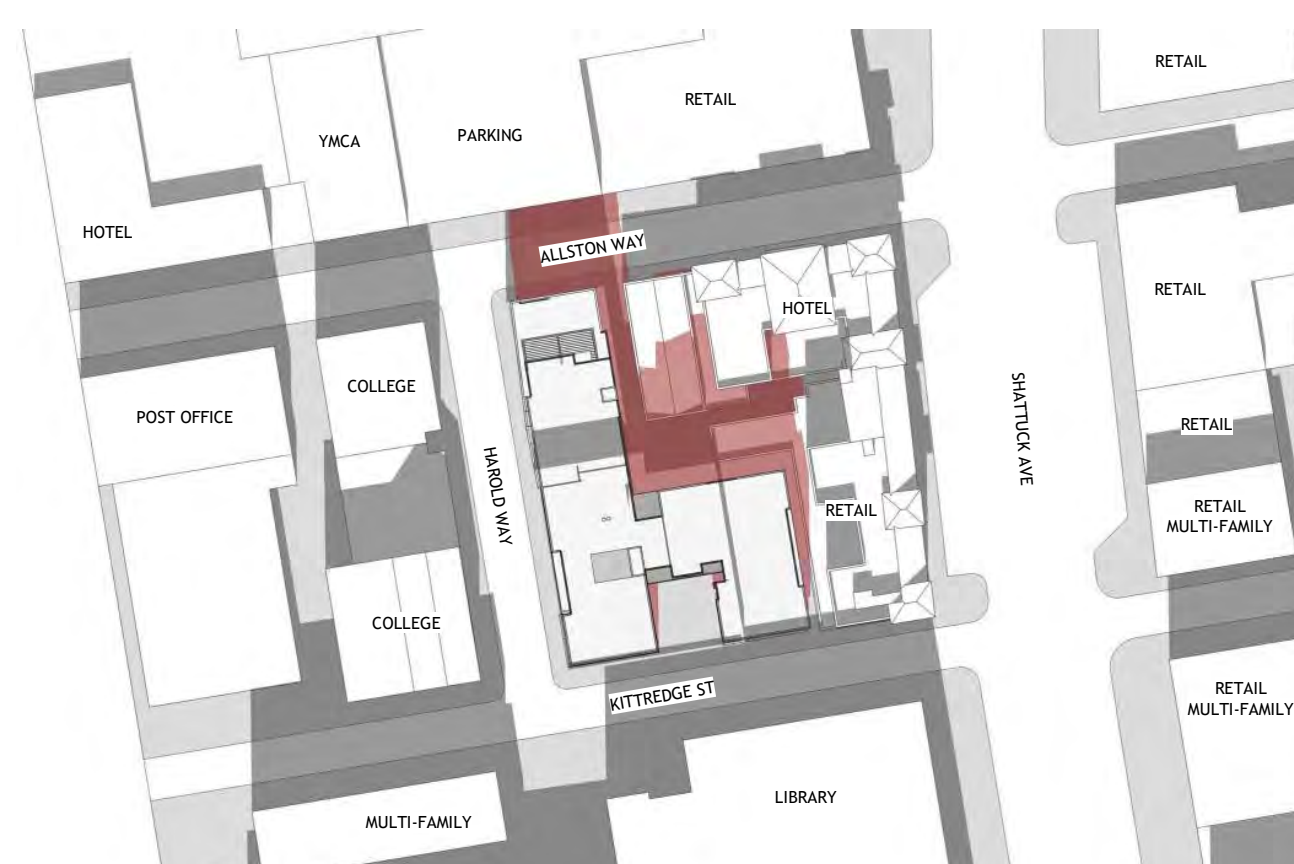 RETAIL
RETAIL
YMCA
PARKING
HOTEL
ALLSTON WAY
HOTEL
RETAIL
COLLEGE
POST OFFICE
SHATTUCK AVE
RETAIL
HAROLD WAY
RETAIL
RETAIL
MULTI-FAMILY
COLLEGE
KITTREDGE ST
RETAIL
MULTI-FAMILY
LIBRARY
MULTI-FAMILY